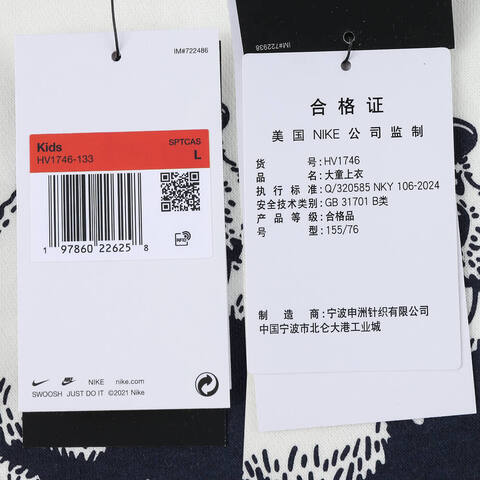 IM#722486
Kids
SPTCAS
HV1746-133
L
1 97860 22625 8
RFID
NIKE nike.com
SWOOSH JUST DO IT ©2021 Nike
IM#722938
合格证
美国 NIKE 公司监制
货号:HV1746
品名:大童上衣
执行标准:Q/320585 NKY 106-2024
安全技术类别:GB 31701 B类
产品等级:合格品
号型:155/76
制造商:宁波申洲针织有限公司
中国宁波市北仑大港工业城